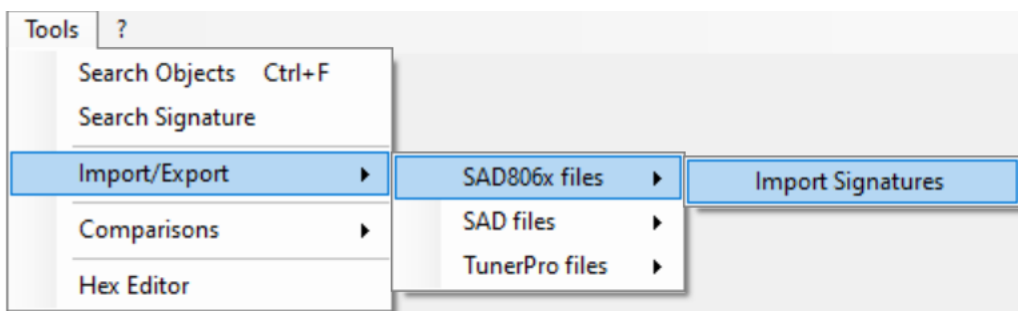 Tools ?
Search Objects Ctrl+F
Search Signature
Import/Export SAD806x files Import Signatures
Comparisons SAD files
TunerPro files
Hex Editor